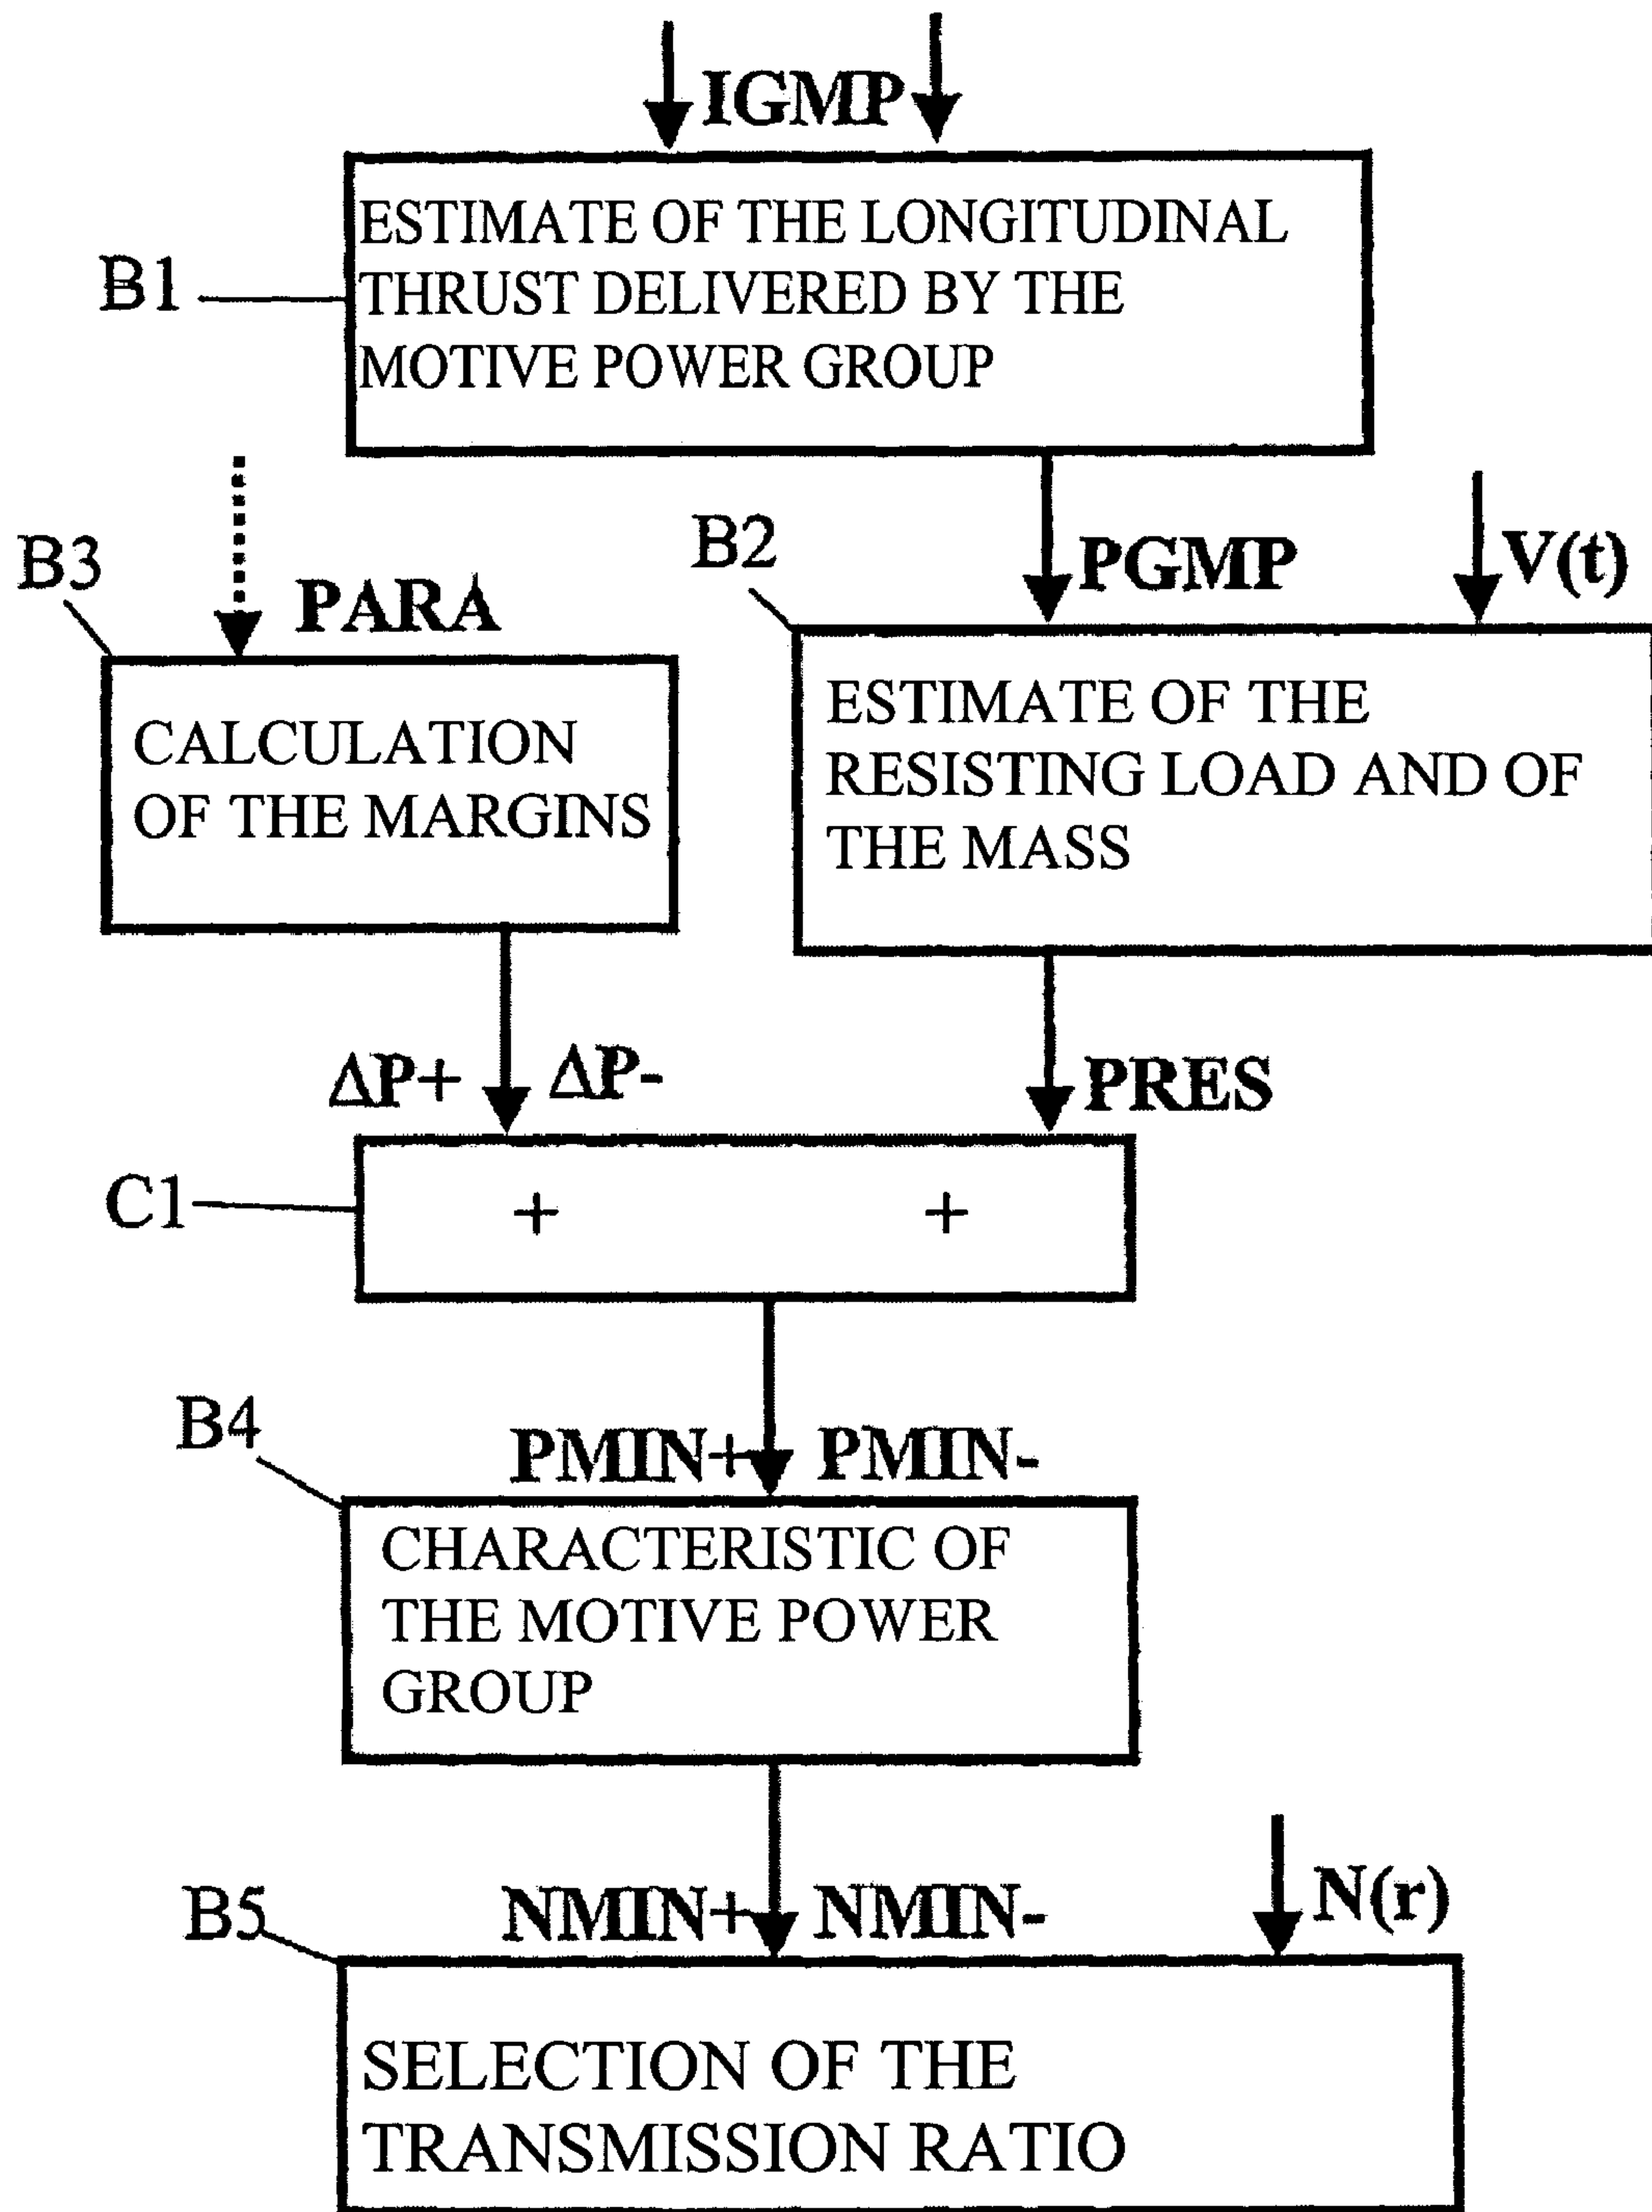 IGMP
B1
ESTIMATE OF THE LONGITUDINAL
THRUST DELIVERED BY THE
MOTIVE POWER GROUP
B3
PARA
B2
PGMP
V(t)
CALCULATION
OF THE MARGINS
ESTIMATE OF THE
RESISTING LOAD AND OF
THE MASS
ΔP+ ΔP-
PRES
C1
+ +
B4
PMIN+ PMIN-
CHARACTERISTIC OF
THE MOTIVE POWER
GROUP
B5
NMIN+ NMIN-
N(r)
SELECTION OF THE
TRANSMISSION RATIO